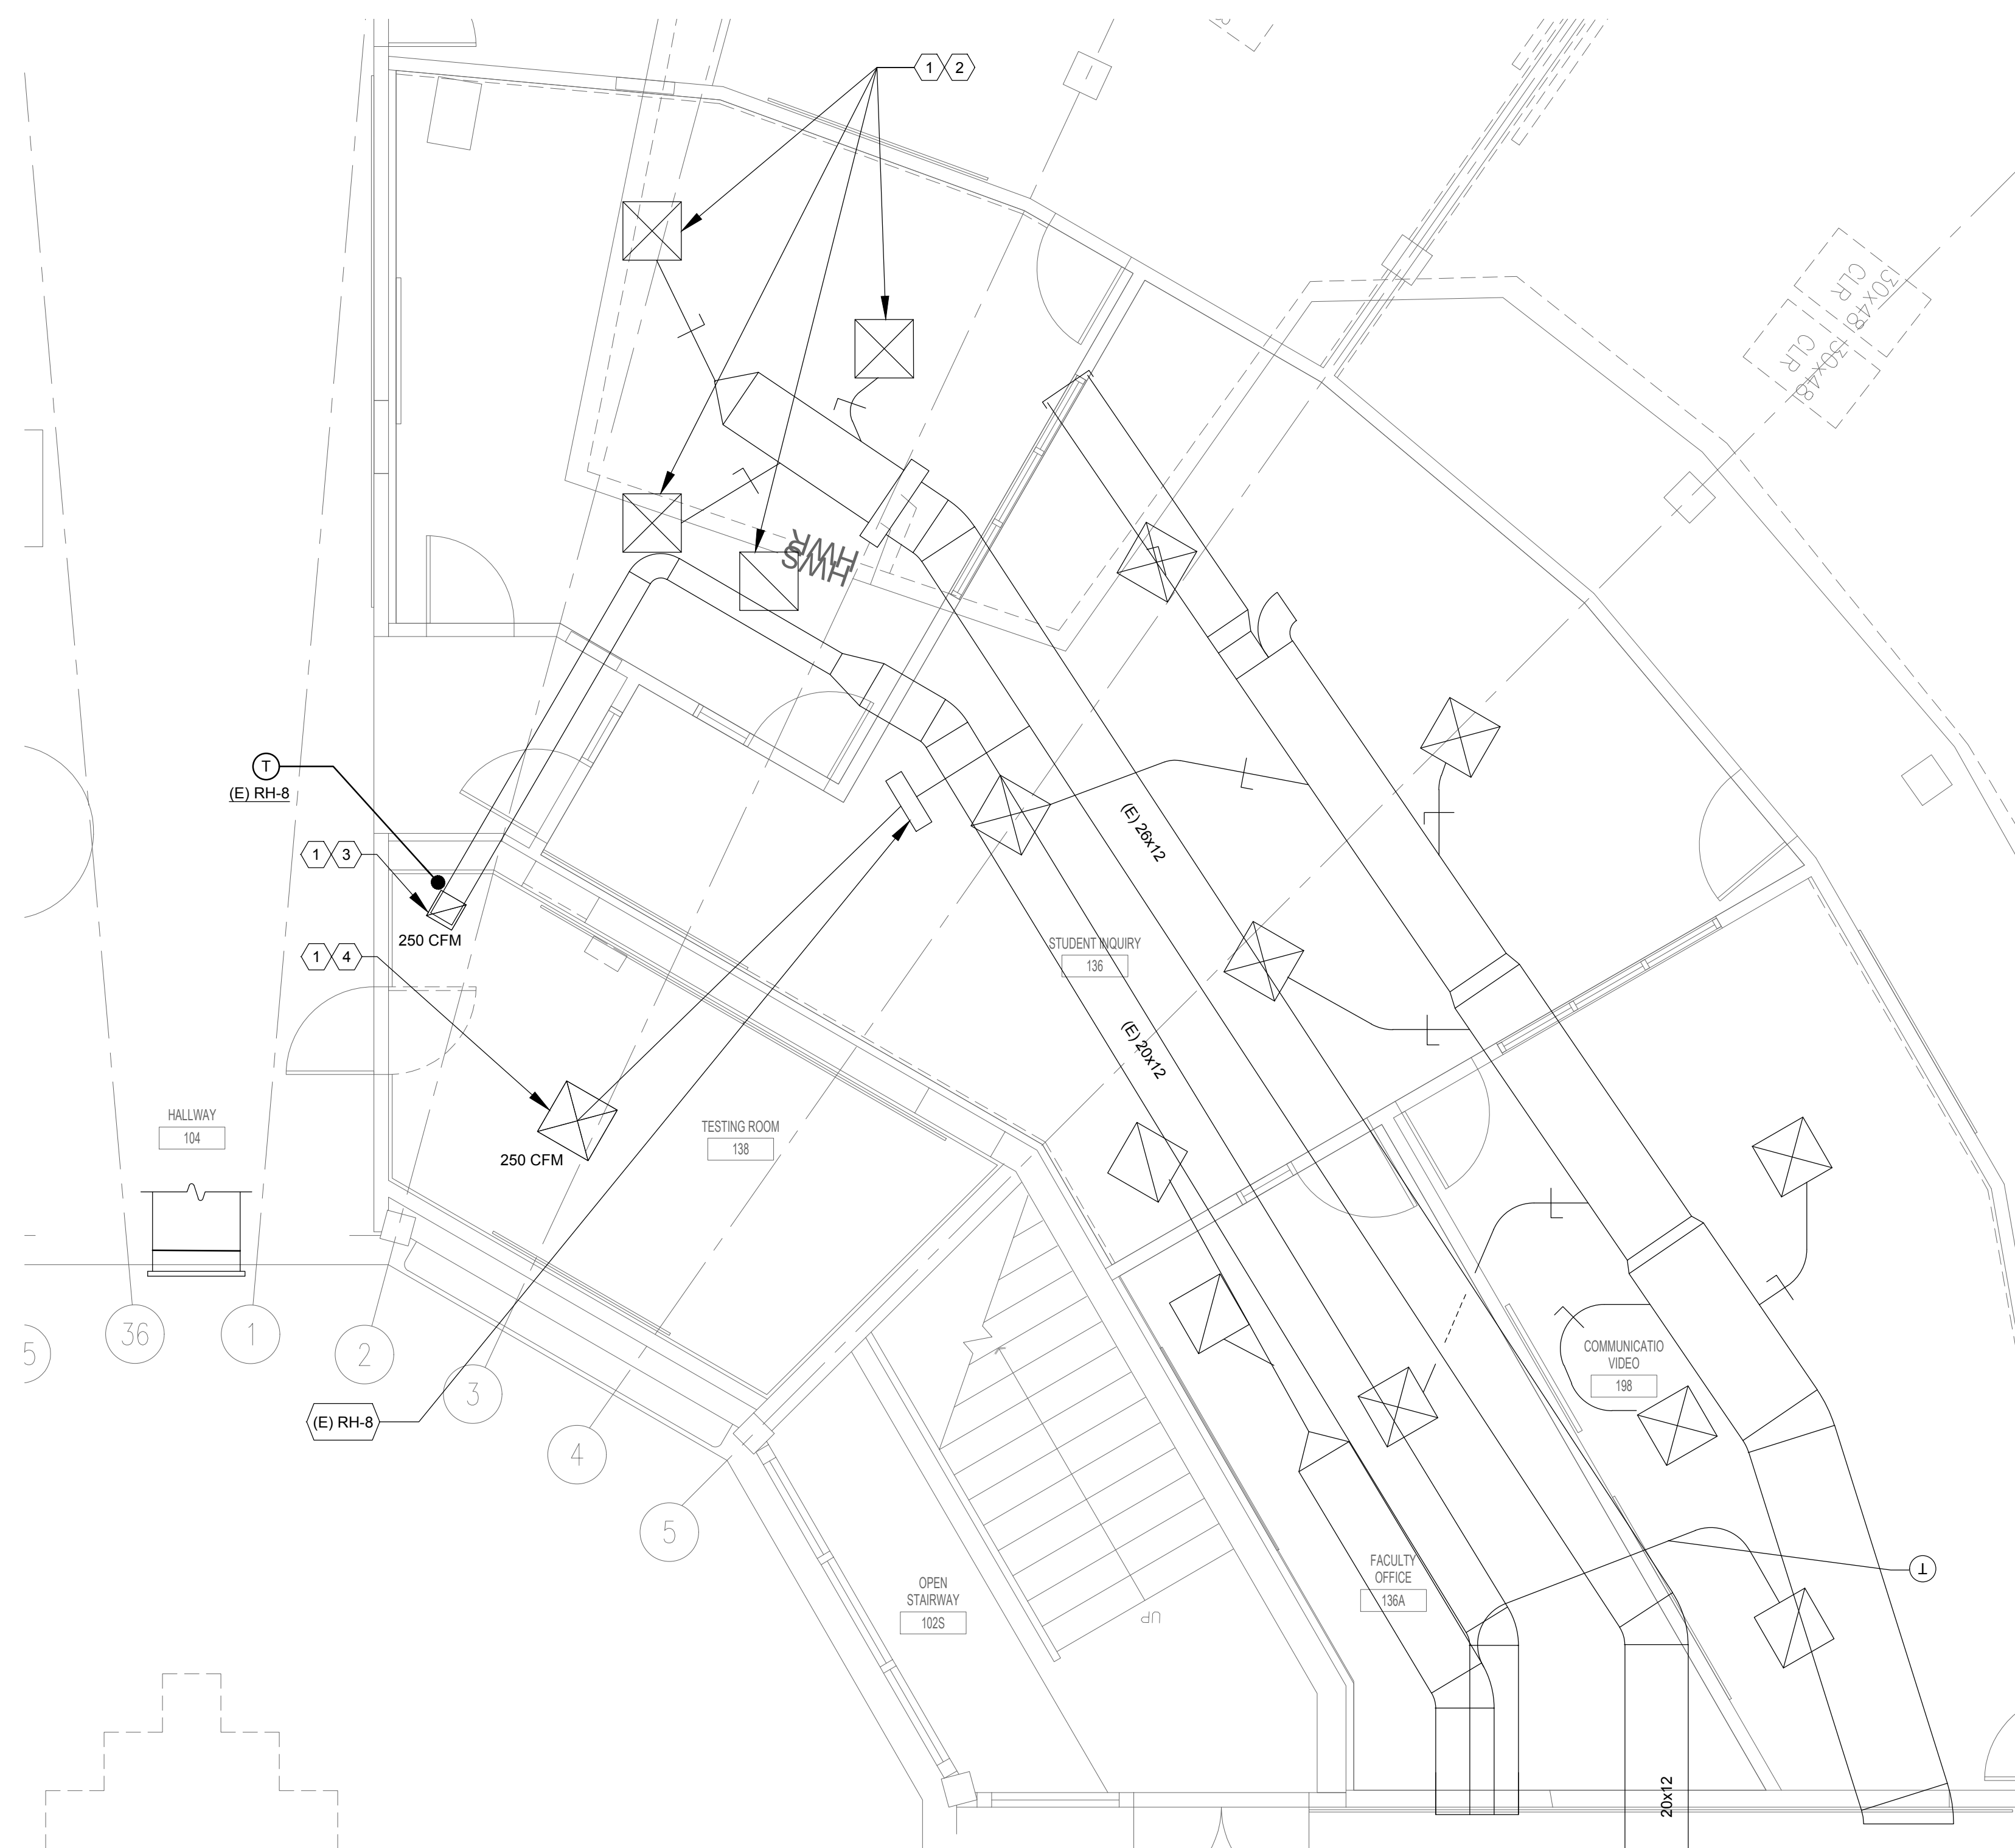 1 2
30x48
CLR
30x48
CLR
HWR
HWS
T
(E) RH-8
1 3
250 CFM
(E) 26x12
STUDENT INQUIRY
136
1 4
(E) 20x12
HALLWAY
104
TESTING ROOM
138
250 CFM
5
36
1
2
3
4
5
(E) RH-8
COMMUNICATIO
VIDEO
198
FACULTY
OFFICE
136A
OPEN
STAIRWAY
102S
UP
T
20x12